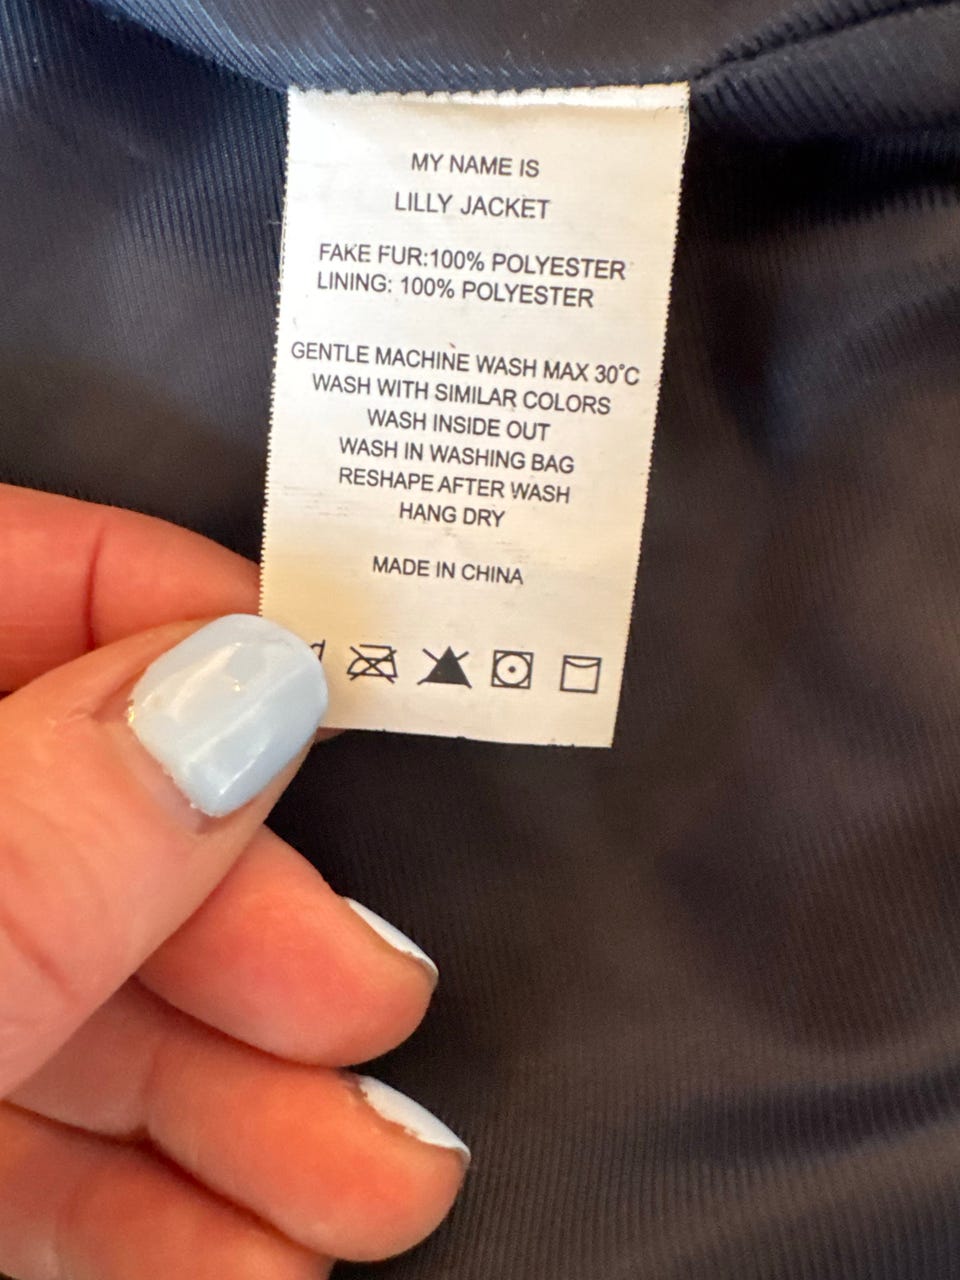 MY NAME IS
LILLY JACKET
FAKE FUR:100% POLYESTER
LINING: 100% POLYESTER
GENTLE MACHINE WASH MAX 30°C
WASH WITH SIMILAR COLORS
WASH INSIDE OUT
WASH IN WASHING BAG
RESHAPE AFTER WASH
HANG DRY
MADE IN CHINA